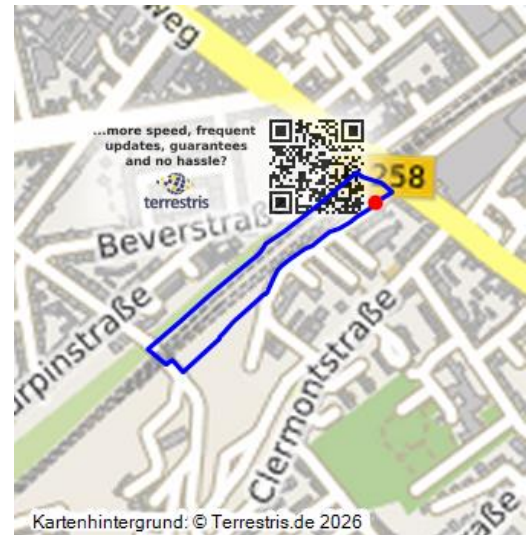 weg
...more speed, frequent
updates, guarantees
and no hassle?
terrestris
258
Beverstraß
urpinstraße
Clermontstraße
aße
Kartenhintergrund: © Terrestris.de 2026